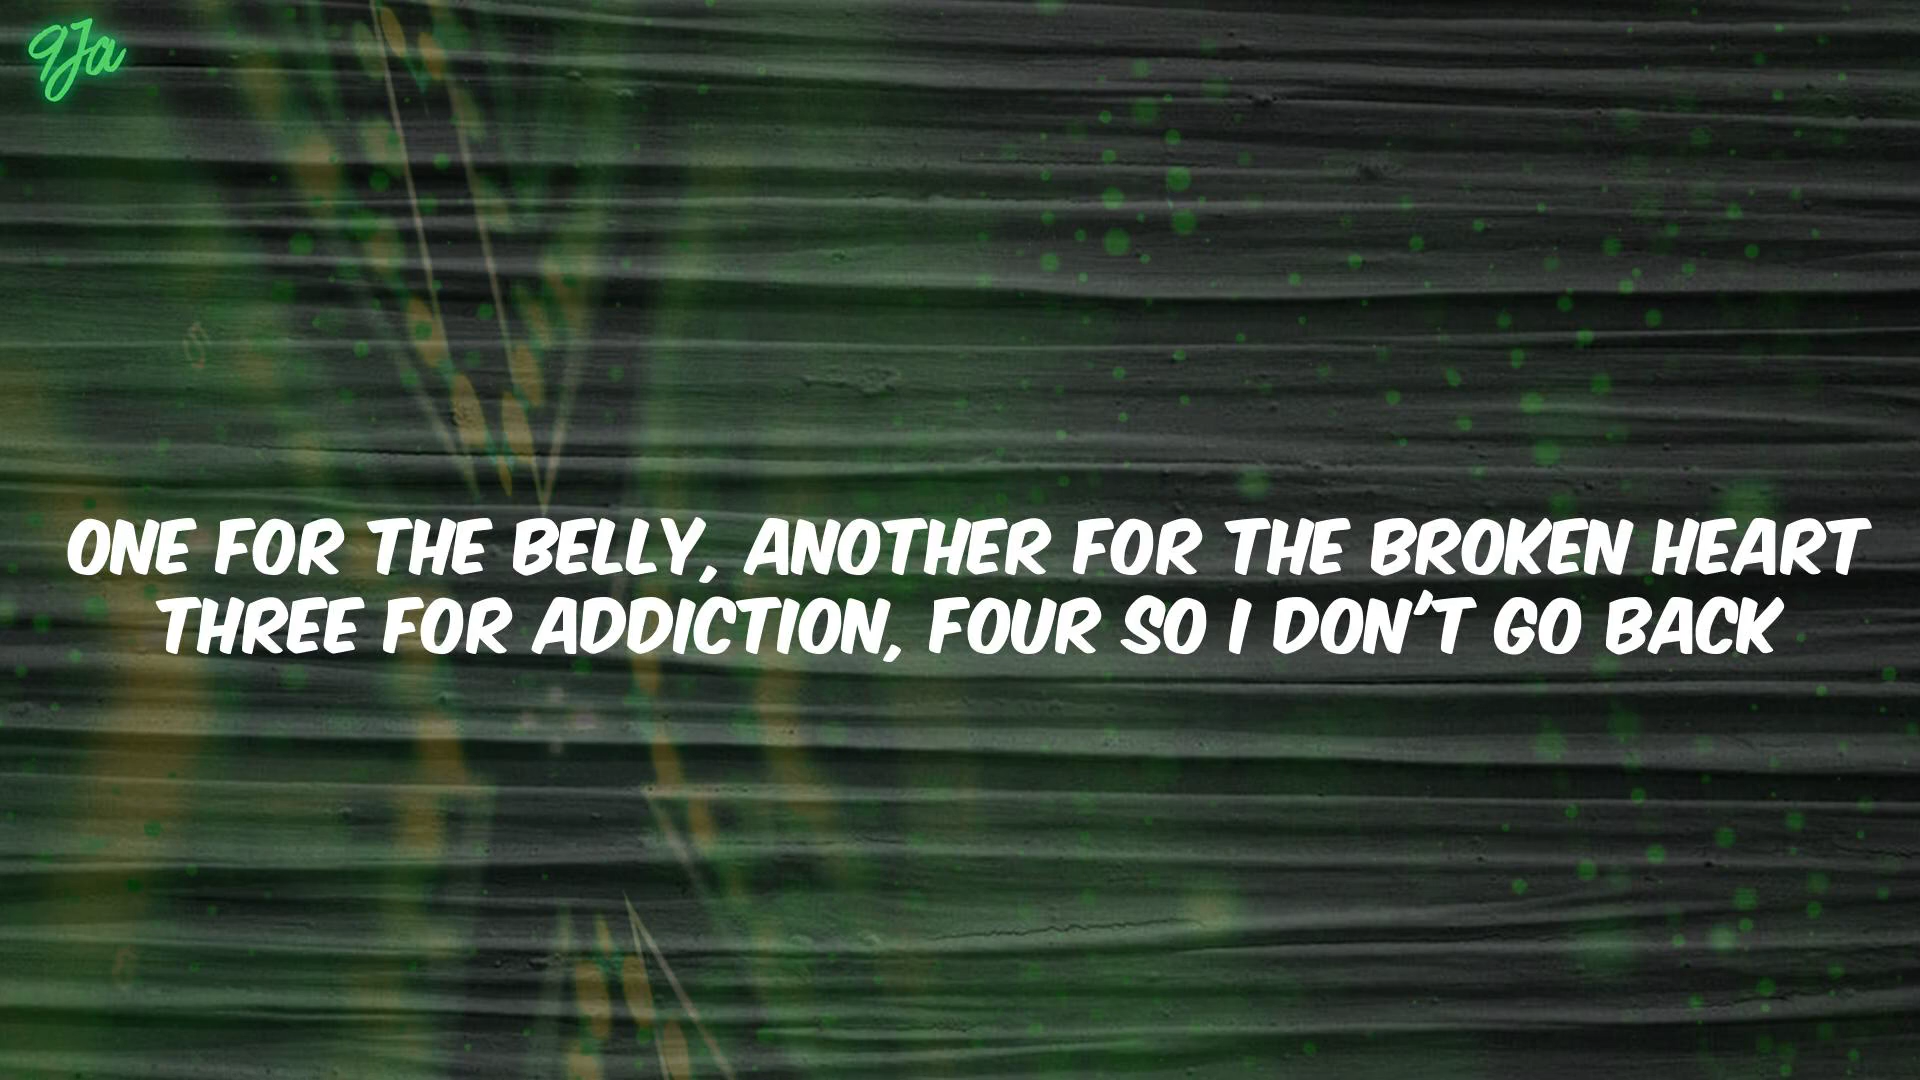 9Ja
ONE FOR THE BELLY, ANOTHER FOR THE BROKEN HEART
THREE FOR ADDICTION, FOUR SO I DON'T GO BACK